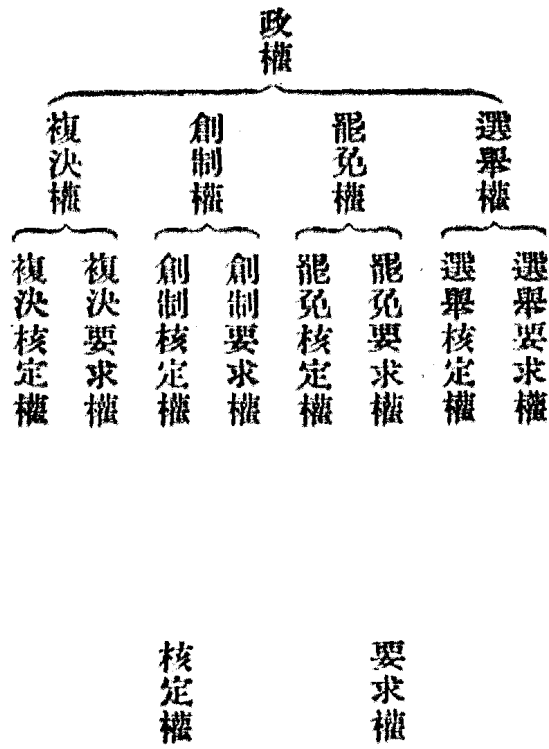 政權
選舉權
罷免權
創制權
複決權
選舉要求權
選舉核定權
罷免要求權
罷免核定權
創制要求權
創制核定權
複決要求權
複決核定權
要求權
核定權